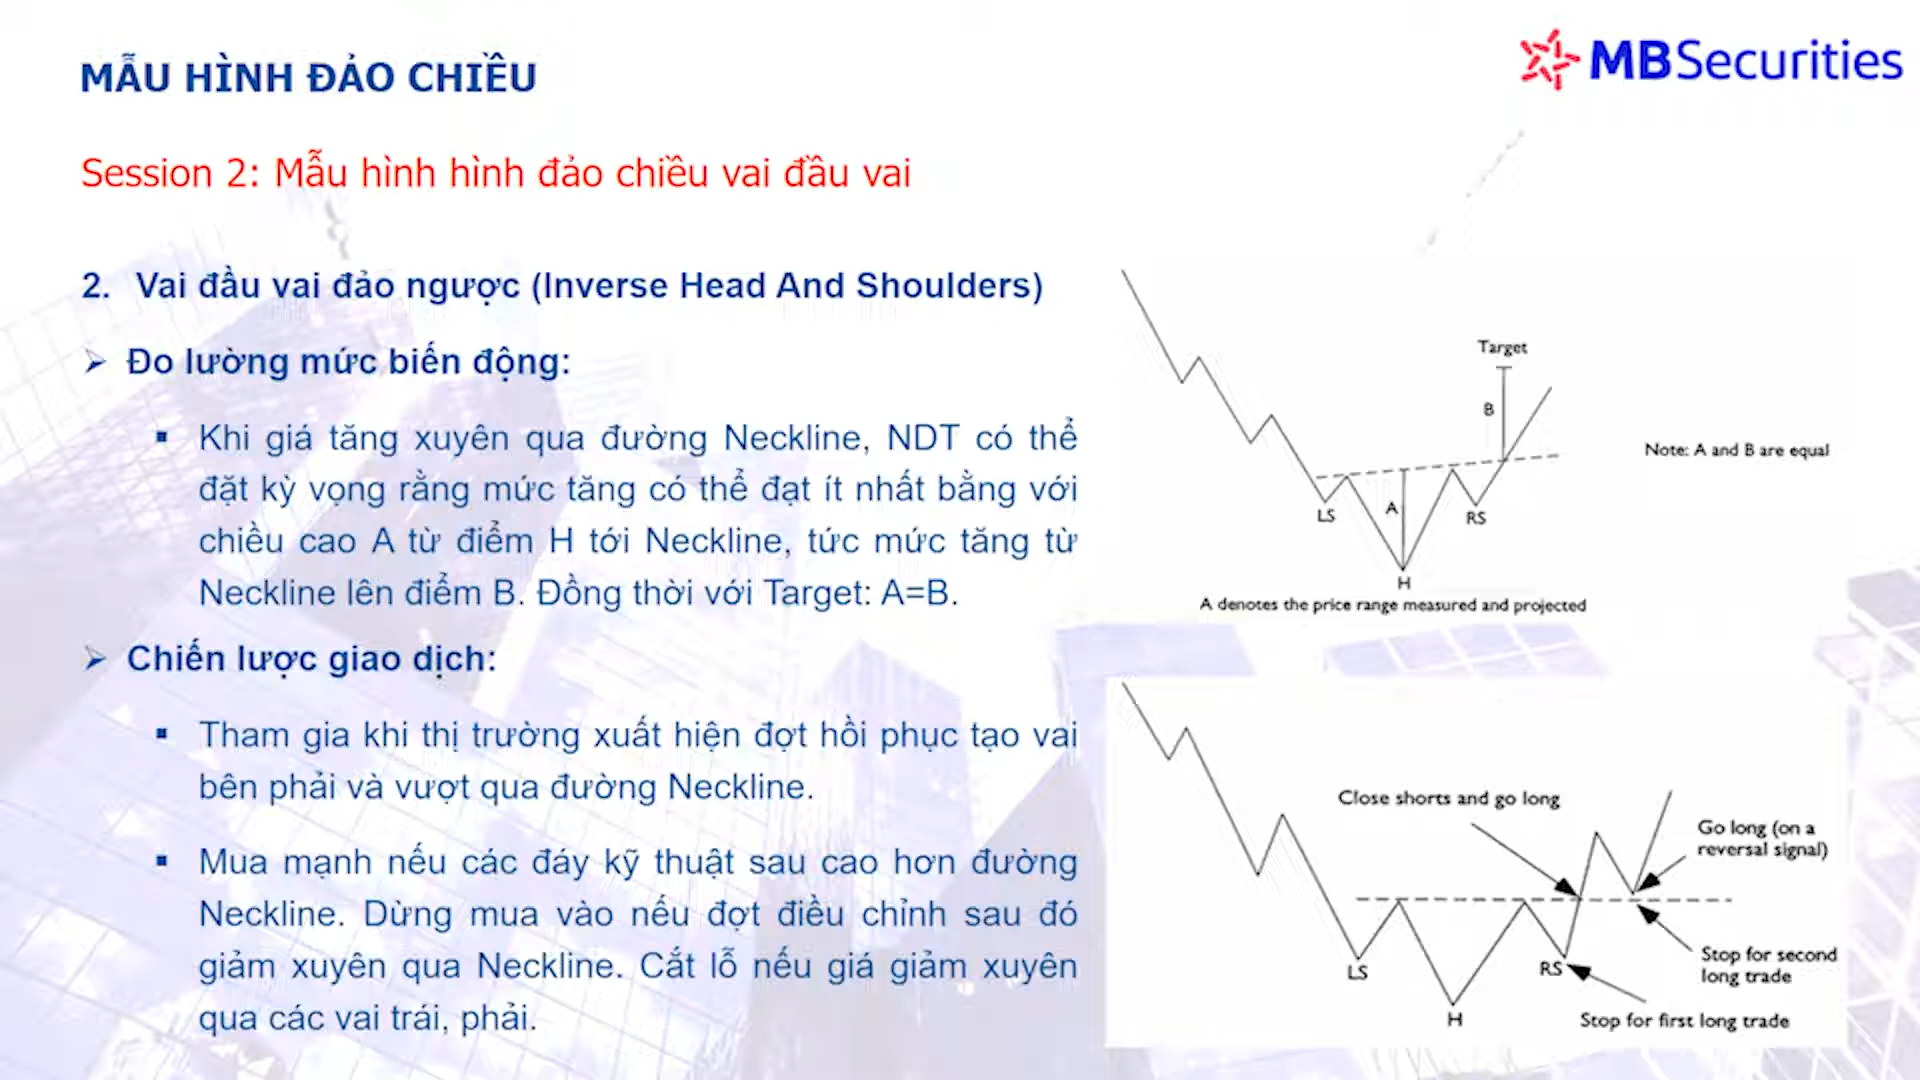 MẪU HÌNH ĐẢO CHIỀU
MBSecurities
Session 2: Mẫu hình hình đảo chiều vai đầu vai
2. Vai đầu vai đảo ngược (Inverse Head And Shoulders)
➢ Đo lường mức biến động:
▪ Khi giá tăng xuyên qua đường Neckline, NDT có thể
đặt kỳ vọng rằng mức tăng có thể đạt ít nhất bằng với
chiều cao A từ điểm H tới Neckline, tức mức tăng từ
Neckline lên điểm B. Đồng thời với Target: A=B.
➢ Chiến lược giao dịch:
▪ Tham gia khi thị trường xuất hiện đợt hồi phục tạo vai
bên phải và vượt qua đường Neckline.
▪ Mua mạnh nếu các đáy kỹ thuật sau cao hơn đường
Neckline. Dừng mua vào nếu đợt điều chỉnh sau đó
giảm xuyên qua Neckline. Cắt lỗ nếu giá giảm xuyên
qua các vai trái, phải.
Target
B
Note: A and B are equal
LS
A
RS
H
A denotes the price range measured and projected
Close shorts and go long
Go long (on a
reversal signal)
Stop for second
long trade
LS
RS
H
Stop for first long trade